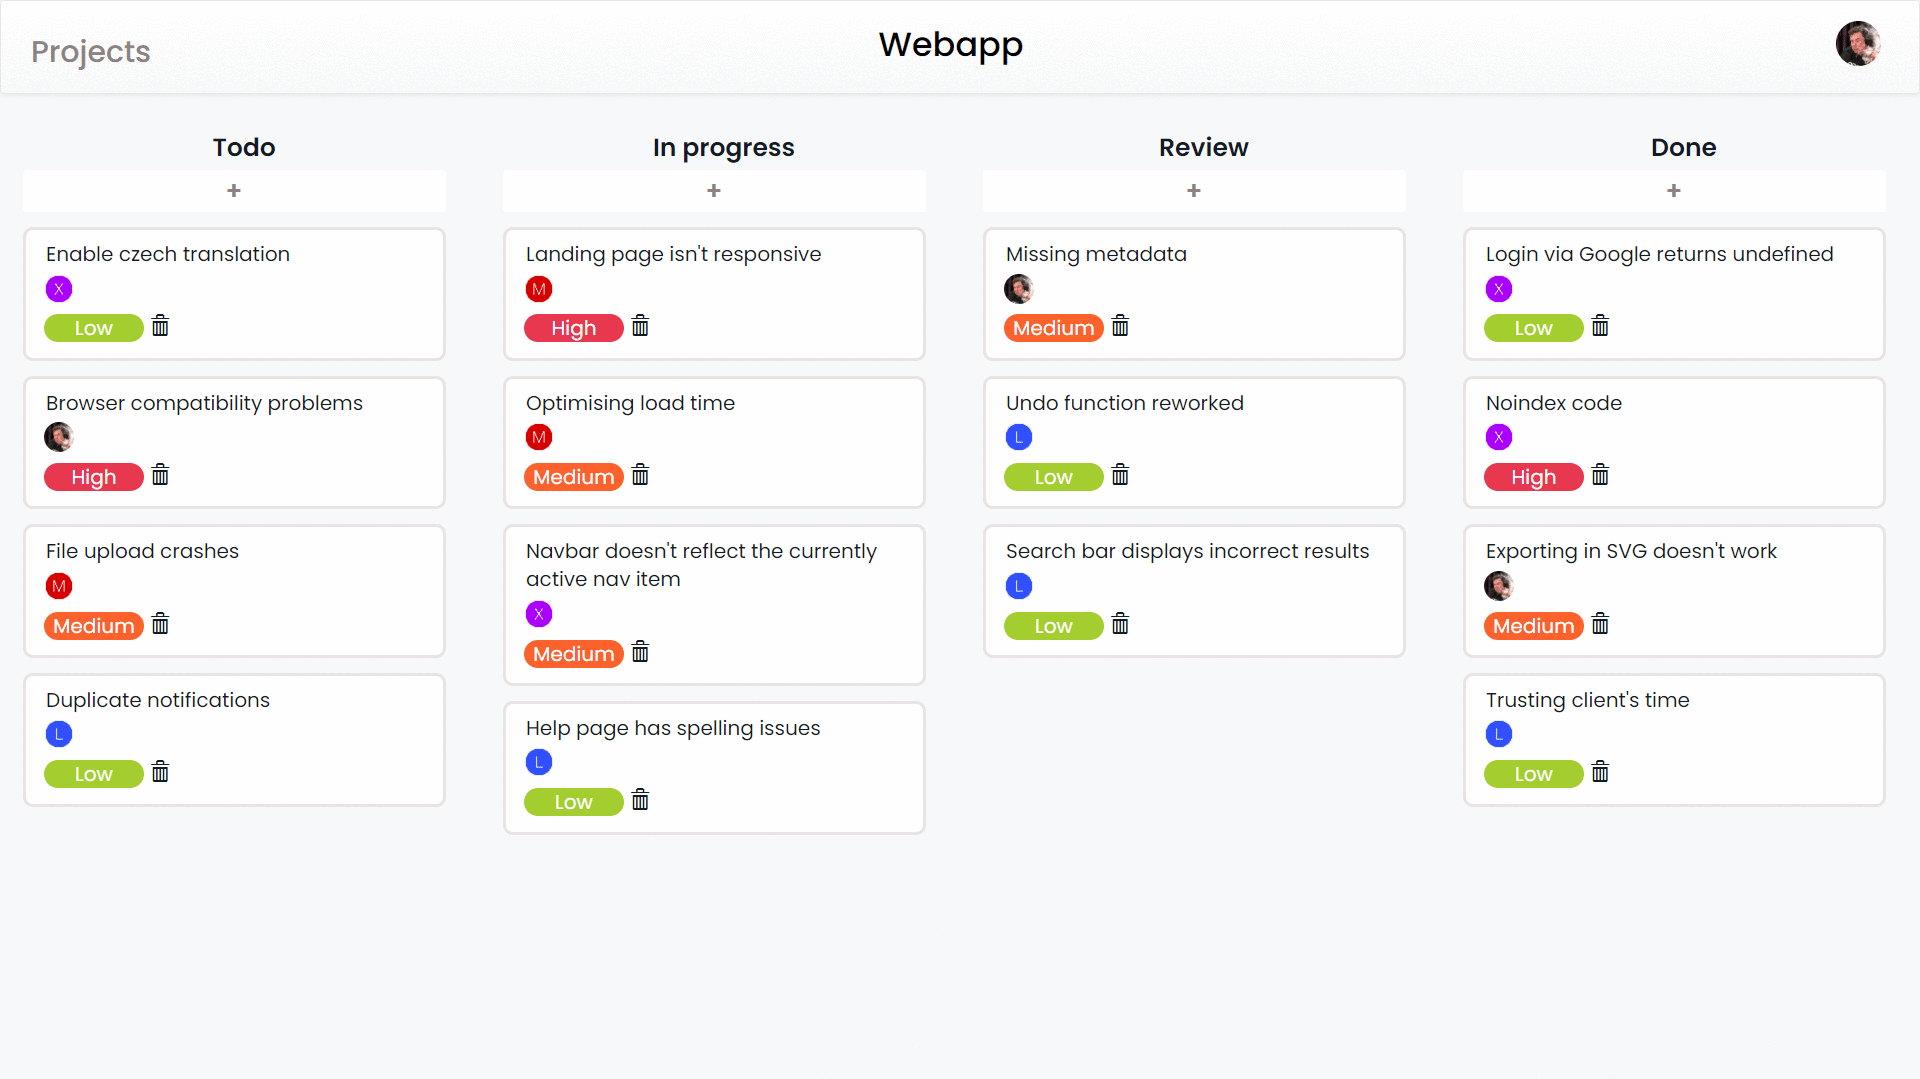 Projects
Webapp
Todo
+
Enable czech translation
X
Low
Browser compatibility problems
High
File upload crashes
M
Medium
Duplicate notifications
L
Low
In progress
+
Landing page isn't responsive
M
High
Optimising load time
M
Medium
Navbar doesn't reflect the currently
active nav item
X
Medium
Help page has spelling issues
L
Low
Review
+
Missing metadata
Medium
Undo function reworked
L
Low
Search bar displays incorrect results
L
Low
Done
+
Login via Google returns undefined
X
Low
Noindex code
X
High
Exporting in SVG doesn't work
Medium
Trusting client's time
L
Low